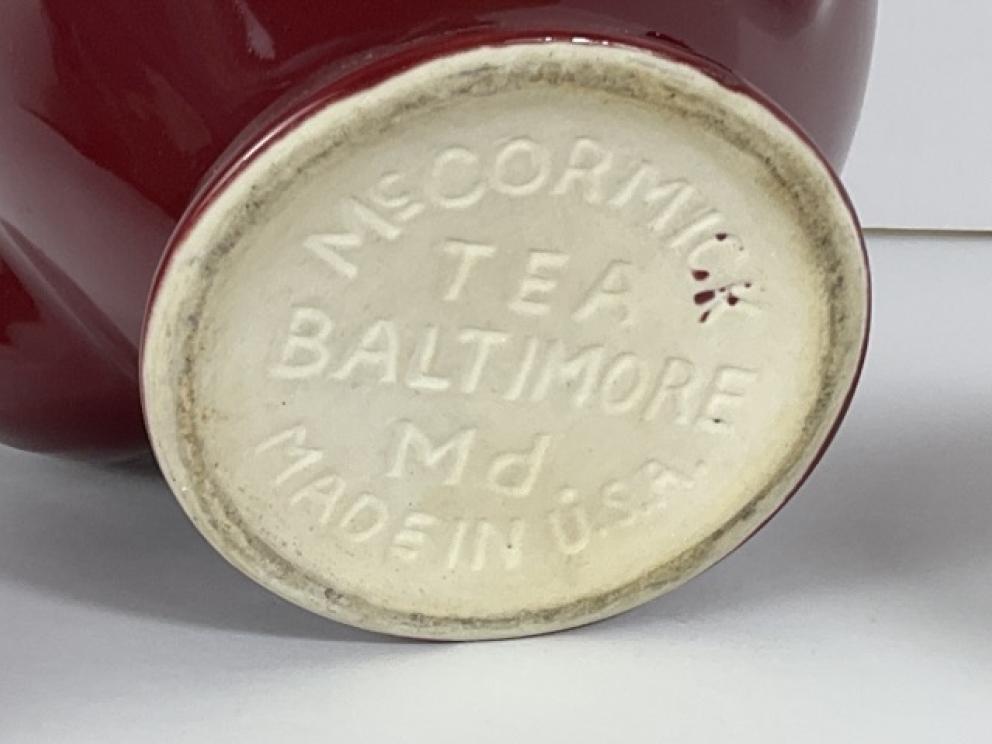 McCORMICK
TEA
BALTIMORE
Md.
MADE IN U.S.A.